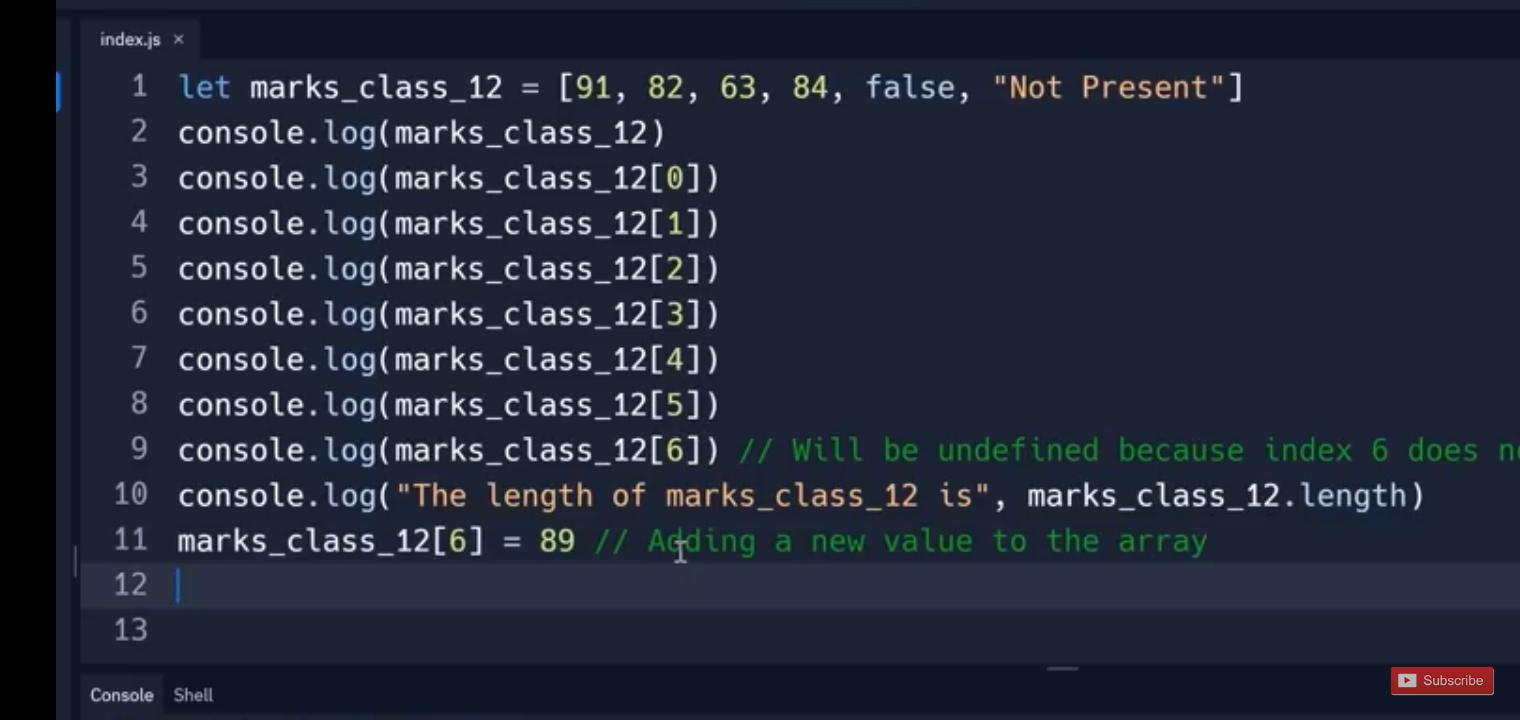 index.js ×
1 let marks_class_12 = [91, 82, 63, 84, false, "Not Present"]
2 console.log(marks_class_12)
3 console.log(marks_class_12[0])
4 console.log(marks_class_12[1])
5 console.log(marks_class_12[2])
6 console.log(marks_class_12[3])
7 console.log(marks_class_12[4])
8 console.log(marks_class_12[5])
9 console.log(marks_class_12[6]) // Will be undefined because index 6 does
10 console.log("The length of marks_class_12 is", marks_class_12.length)
11 marks_class_12[6] = 89 // Adding a new value to the array
12
13
Console Shell
Subscribe